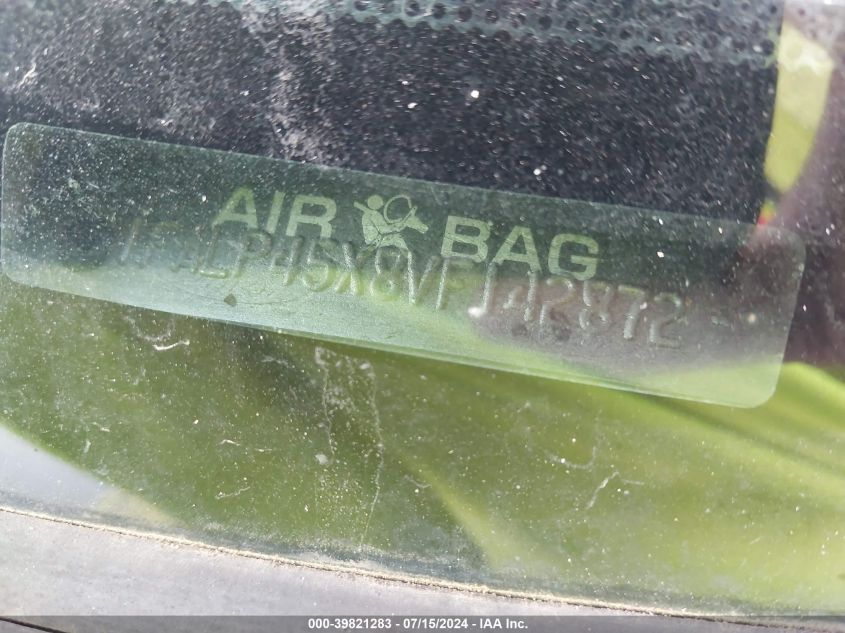 AIR BAG
1FALP45X8VF142872
000-39821283 - 07/15/2024 - IAA Inc.